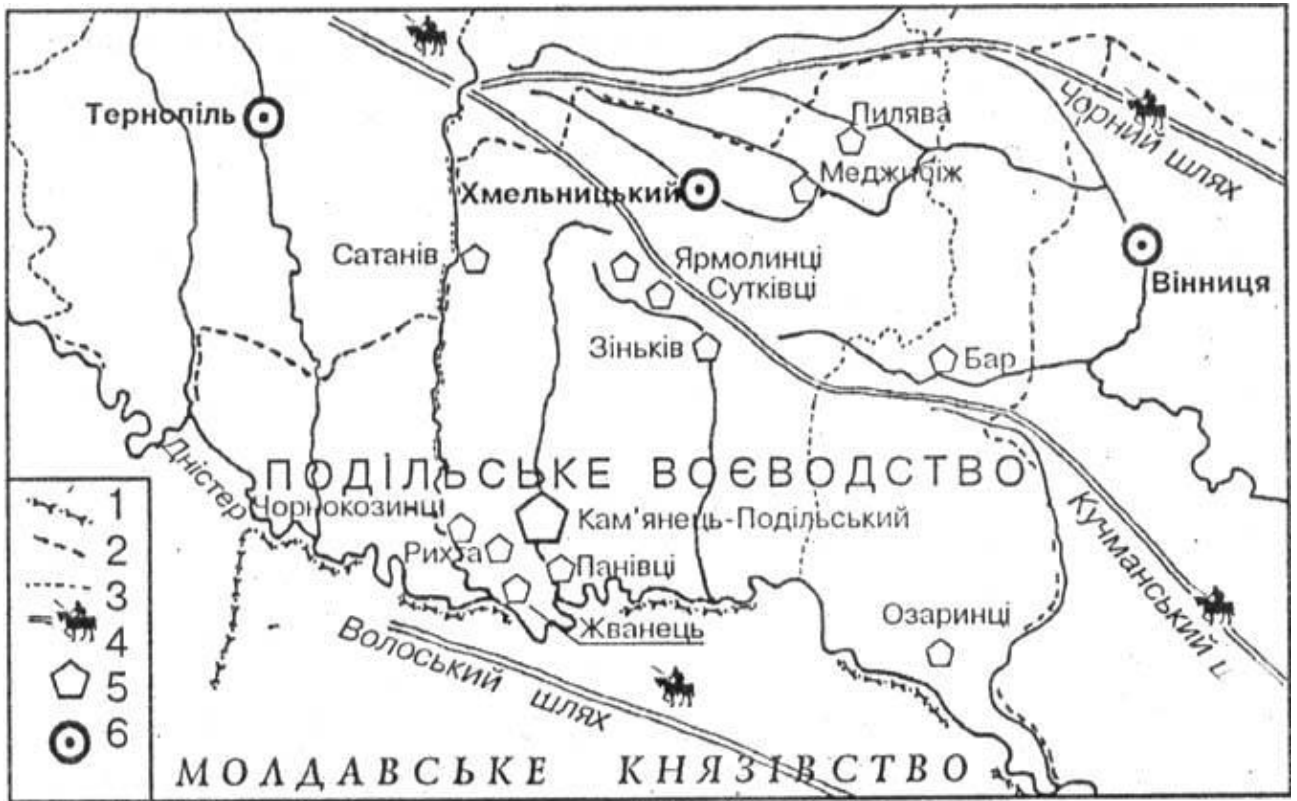 Тернопіль
Чорний шлях
Пилява
Меджибіж
Хмельницький
Сатанів
Ярмолинці
Сутківці
Вінниця
Зіньків
Бар
Дністер
ПОДІЛЬСЬКЕ ВОЄВОДСТВО
Чорнокозинці
Кам'янець-Подільський
Рихта
Панівці
Жванець
Кучманський ш
Озаринці
Волоський шлях
МОЛДАВСЬКЕ КНЯЗІВСТВО
1
2
3
4
5
6